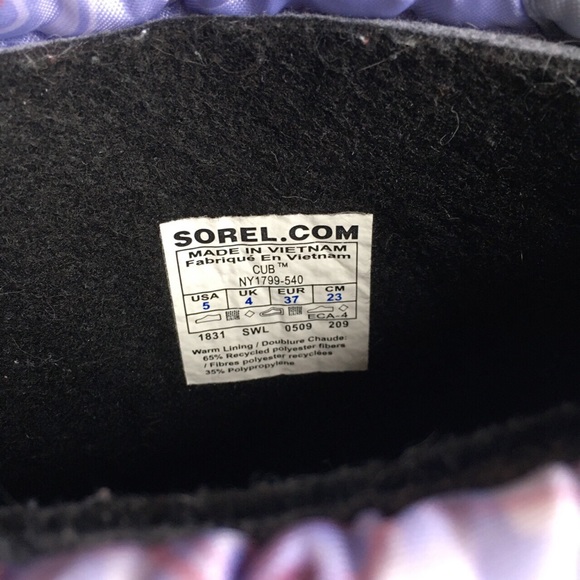 SOREL.COM
MADE IN VIETNAM
Fabriqué En Vietnam
CUB™
NY1799-540
USA UK EUR CM
5 4 37 23
ECA-4
1831 SWL 0509 209
Warm Lining / Doublure Chaude:
65% Recycled polyester fibers
/ Fibres polyester recyclées
35% Polypropylene